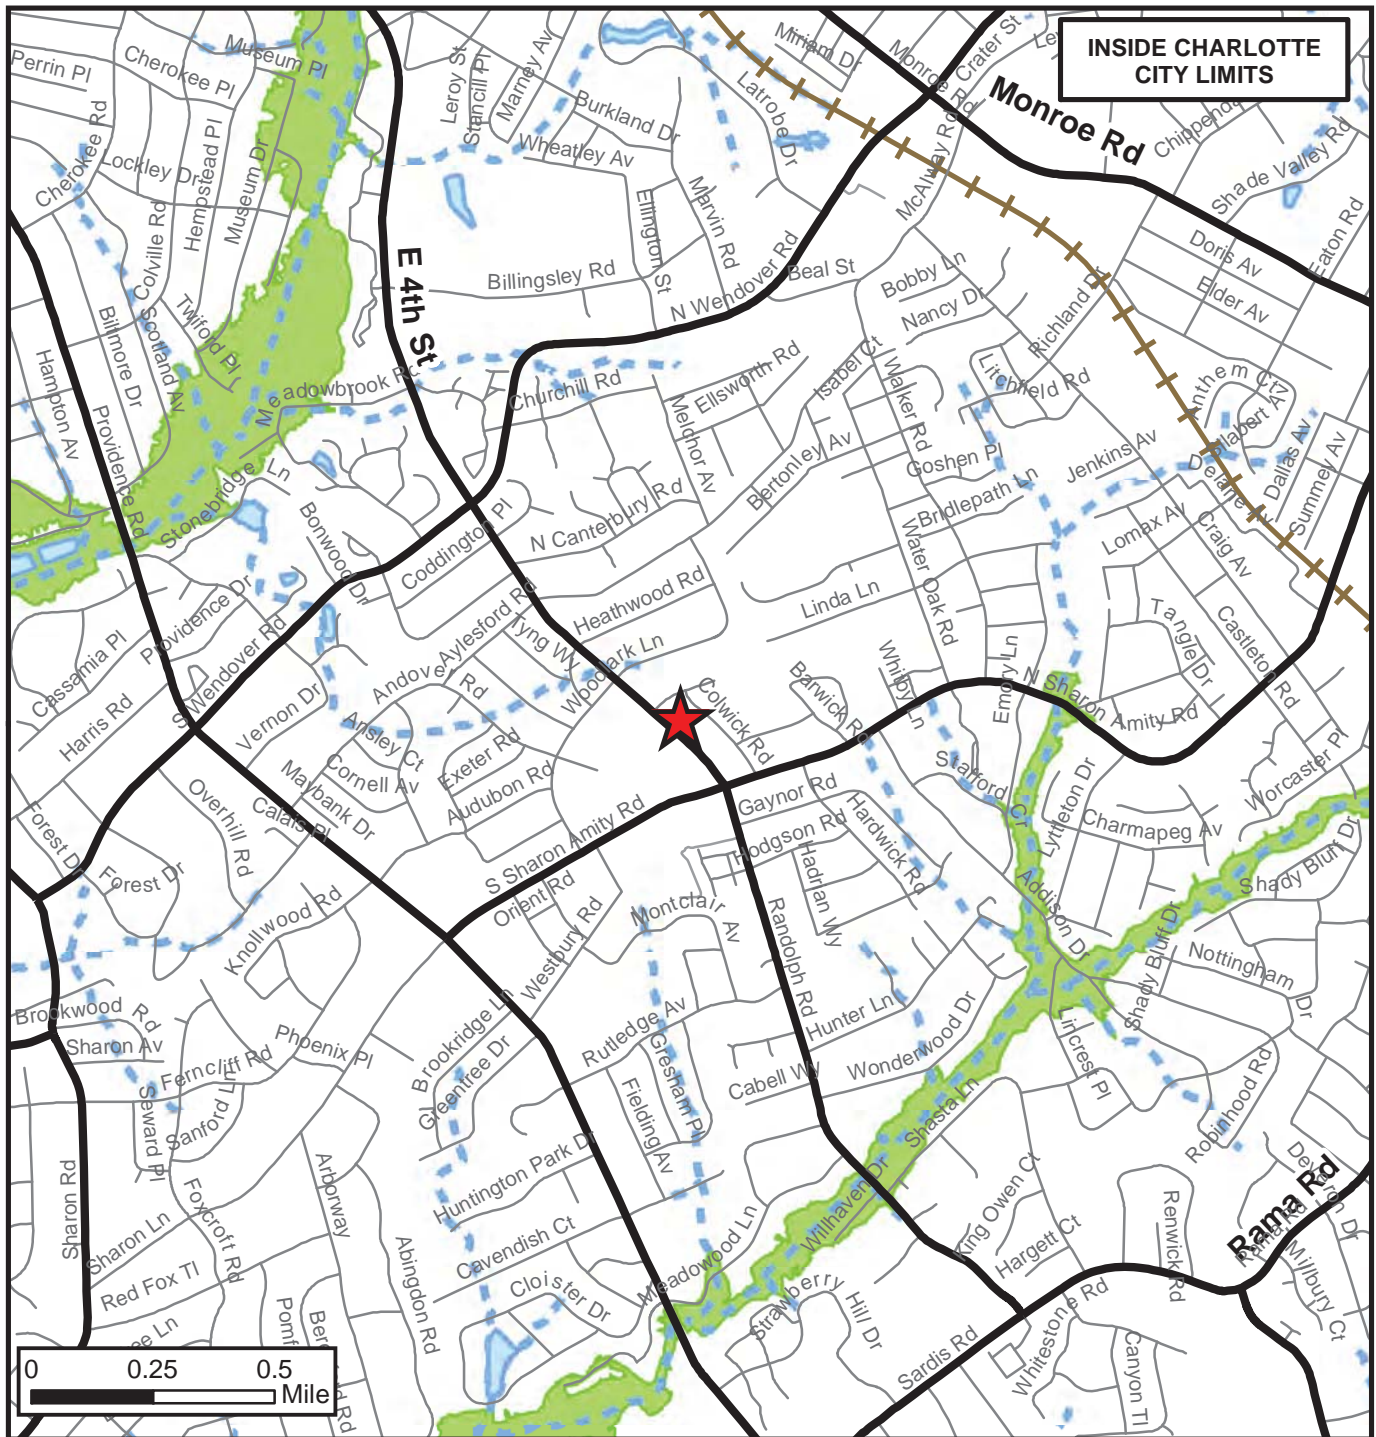 INSIDE CHARLOTTE
CITY LIMITS
Museum Pl
Perrin Pl
Cherokee Pl
Leroy St
Stancill Pl
Marney Av
Burkland Dr
Wheatley Av
Latrobe Dr
Miriam Dr
Monroe Rd
Crater St
Monroe Rd
Shade Valley Rd
Cherokee Rd
Lockley Dr
Hempstead Pl
Museum Dr
Colville Rd
Ellington St
Marvin Rd
McAlway Rd
Eaton Rd
Doris Av
Elder Av
E 4th St
Billingsley Rd
N Wendover Rd
Beal St
Bobby Ln
Nancy Dr
Richland Dr
Twiford Pl
Scotland Av
Biltmore Dr
Hampton Av
Providence Rd
Meadowbrook Rd
Churchill Rd
Ellsworth Rd
Isabel Ct
Walker Rd
Litchfield Rd
Anthem Ct
Dallas Av
Summey Av
Delane Av
Melchor Av
Bertonley Av
Goshen Pl
Jenkins Av
Bridlepath Ln
Stonebridge Ln
Bonwood Dr
Coddington Pl
N Canterbury Rd
Water Oak Rd
Lomax Av
Craig Av
Heathwood Rd
Linda Ln
Tangle Dr
Castleton Rd
Cassamia Pl
Providence Dr
S Wendover Rd
Aylesford Rd
Tyng Wy
Woodlark Ln
Andover Rd
Harris Rd
Vernon Dr
Ansley Ct
Colwick Rd
Barwick Rd
Whitby Ln
Emory Ln
N Sharon Amity Rd
Cornell Av
Exeter Rd
Audubon Rd
Maybank Dr
Calais Pl
Overhill Rd
Forest Dr
Forest Dr
Gaynor Rd
Hodgson Rd
Hardwick Rd
Hadrian Wy
Stafford Cr
Lyttleton Dr
Charmapeg Av
Worcaster Pl
Shady Bluff Dr
S Sharon Amity Rd
Orient Rd
Westbury Rd
Montclair Av
Randolph Rd
Addison Dr
Shady Bluff Dr
Nottingham Dr
Knollwood Rd
Brookwood Rd
Sharon Av
Ferncliff Rd
Phoenix Pl
Brookridge Ln
Greentree Dr
Rutledge Av
Gresham Pl
Fielding Av
Hunter Ln
Cabell Wy
Wonderwood Dr
Lincrest Pl
Robinhood Rd
Shasta Ln
Seward Pl
Sanford Ln
Huntington Park Dr
Willhaven Dr
King Owen Ct
Hargett Ct
Renwick Rd
Rama Rd
Rama Rd
Millbury Ct
Sharon Rd
Sharon Ln
Foxcroft Rd
Arborway
Abingdon Rd
Red Fox Tl
Cavendish Ct
Cloister Dr
Meadowood Ln
Strawberry Hill Dr
Sardis Rd
Whitestone Rd
Canyon Tl
0 0.25 0.5
Mile